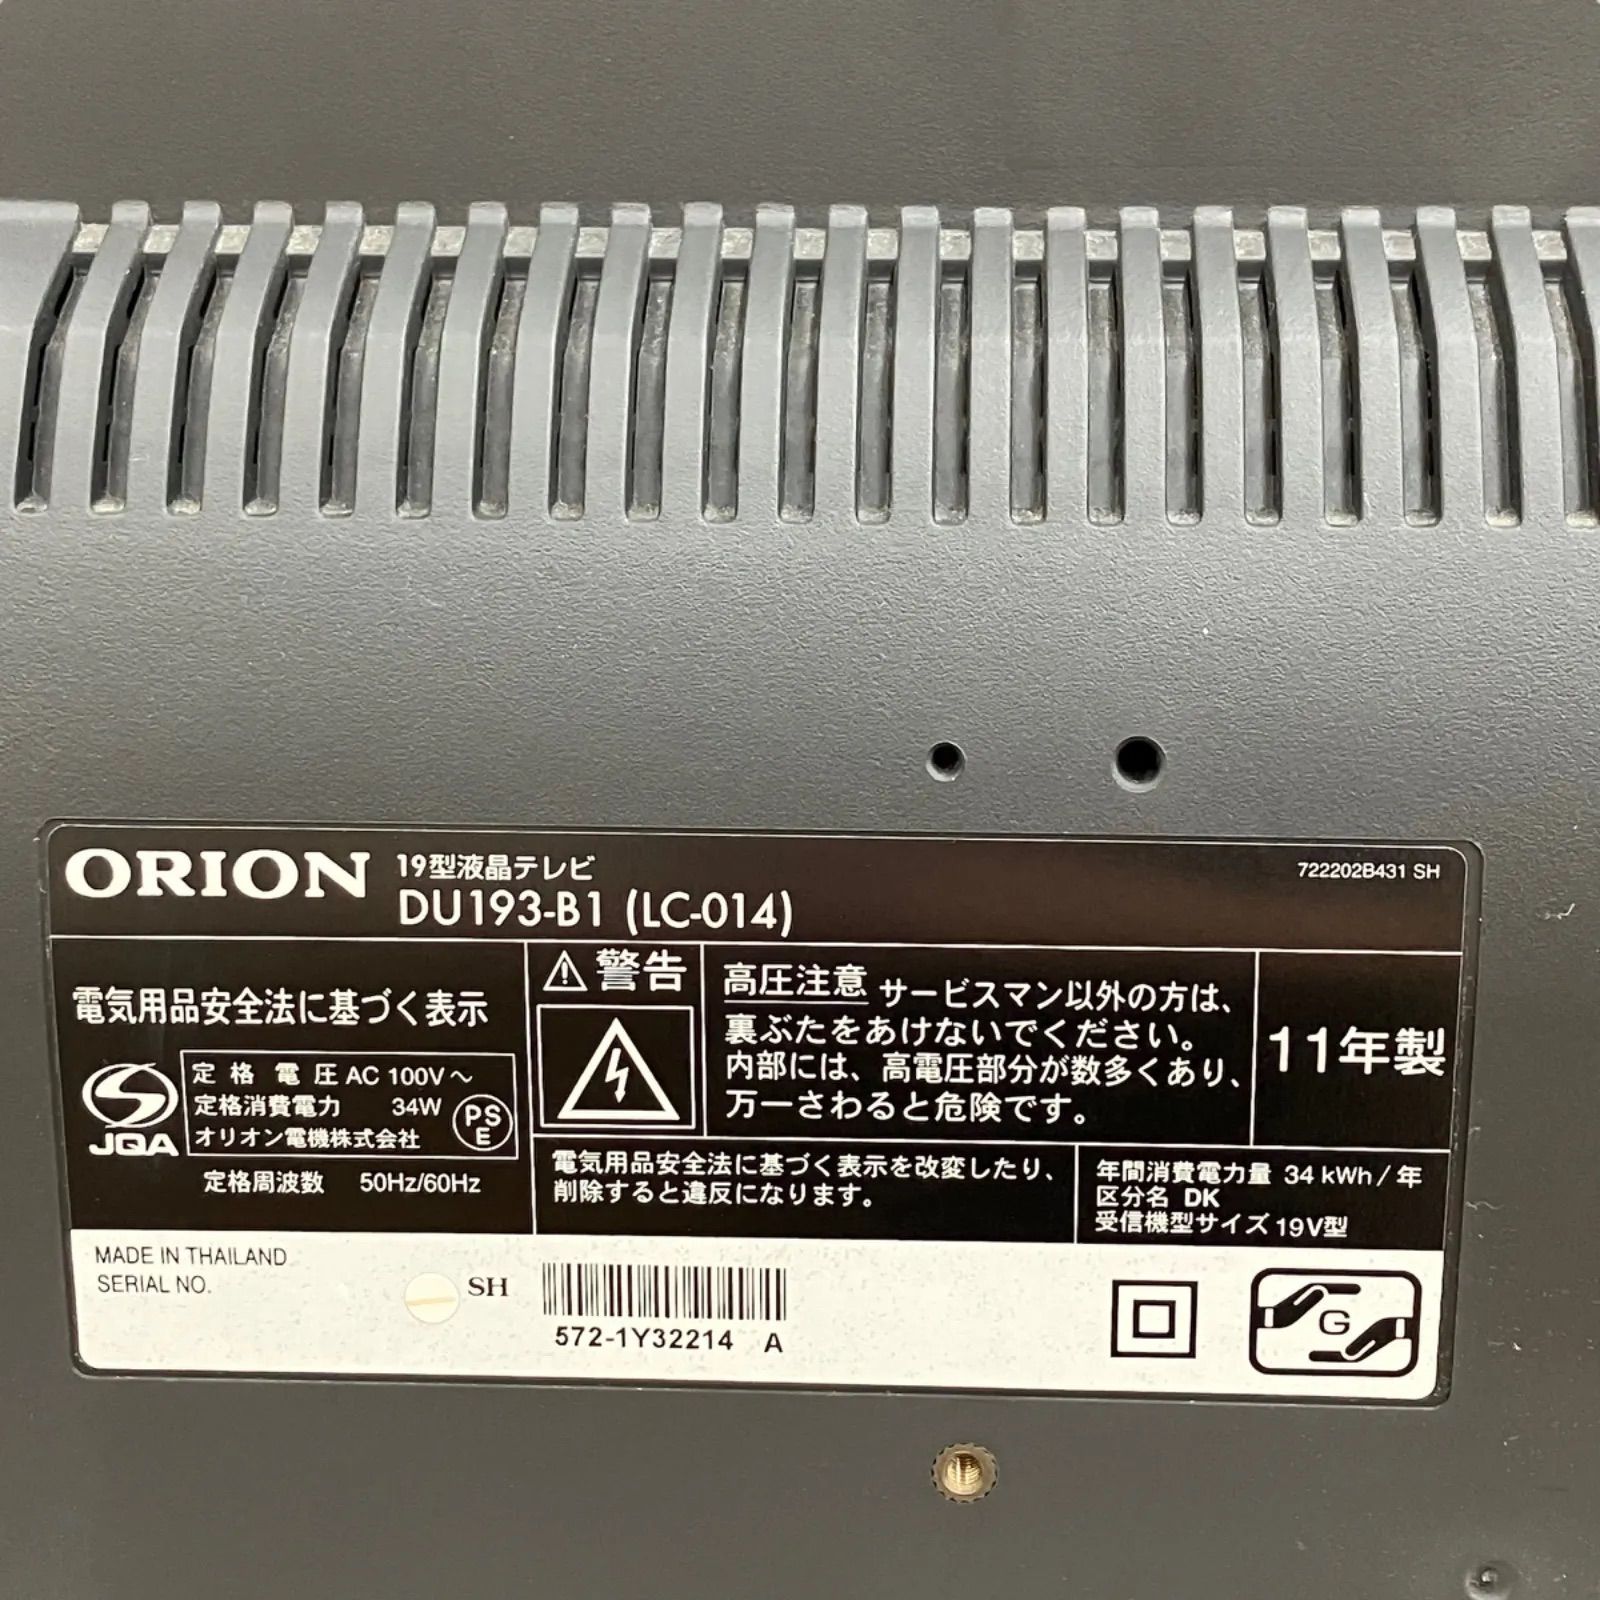 ORION
19型液晶テレビ
DU193-B1 (LC-014)
722202B431 SH
電気用品安全法に基づく表示
JQA
定格電圧 AC 100V～
定格消費電力 34W
オリオン電機株式会社
PS
E
定格周波数 50Hz/60Hz
警告
高圧注意 サービスマン以外の方は、
裏ぶたをあけないでください。
内部には、高電圧部分が数多くあり、
万一さわると危険です。
11年製
電気用品安全法に基づく表示を改変したり、
削除すると違反になります。
年間消費電力量 34 kWh/年
区分名 DK
受信機型サイズ 19V型
MADE IN THAILAND
SERIAL NO.
SH
572-1Y32214 A
G